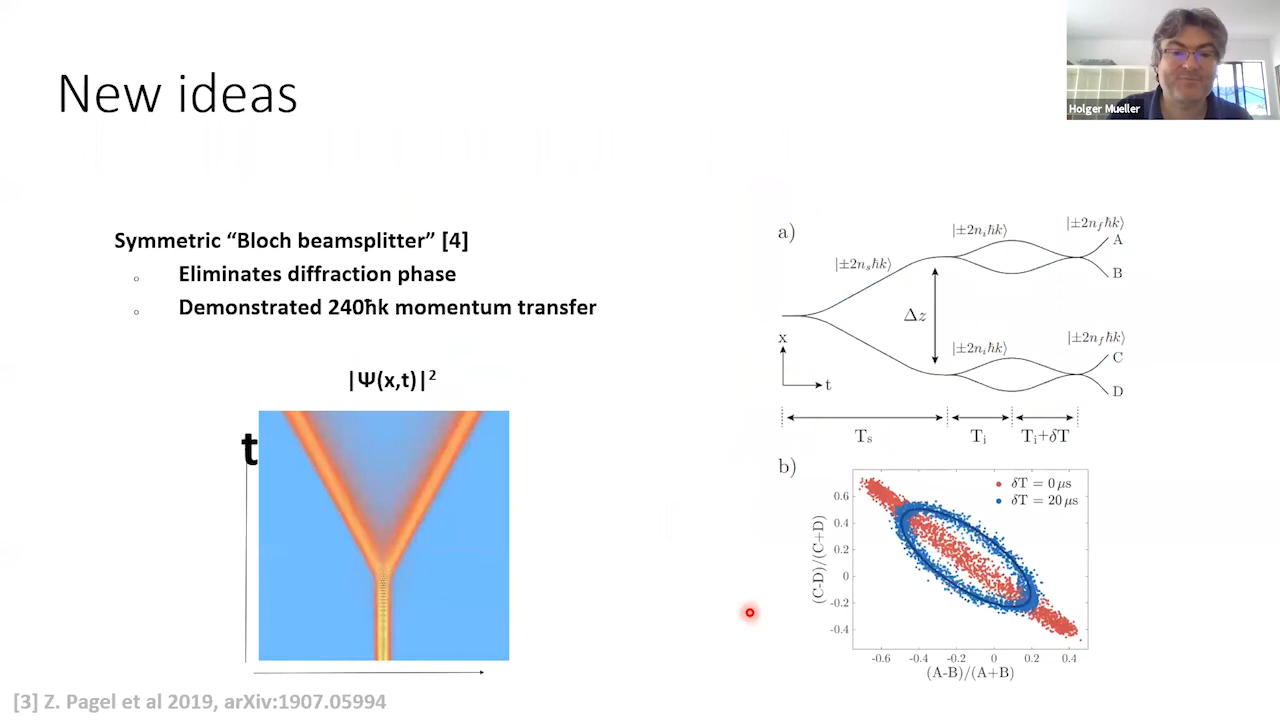 New ideas
Holger Mueller
Symmetric “Bloch beamsplitter” [4]
Eliminates diffraction phase
Demonstrated 240ħk momentum transfer
|Ψ(x,t)|²
t
a)
|±2nₛħk⟩
|±2nᵢħk⟩
|±2n_fħk⟩
A
B
Δz
x
t
|±2nᵢħk⟩
|±2n_fħk⟩
C
D
Tₛ
Tᵢ
Tᵢ+δT
b)
δT = 0 μs
δT = 20 μs
(C-D)/(C+D)
0.6
0.4
0.2
0
-0.2
-0.4
-0.6 -0.4 -0.2 0 0.2 0.4
(A-B)/(A+B)
[3] Z. Pagel et al 2019, arXiv:1907.05994